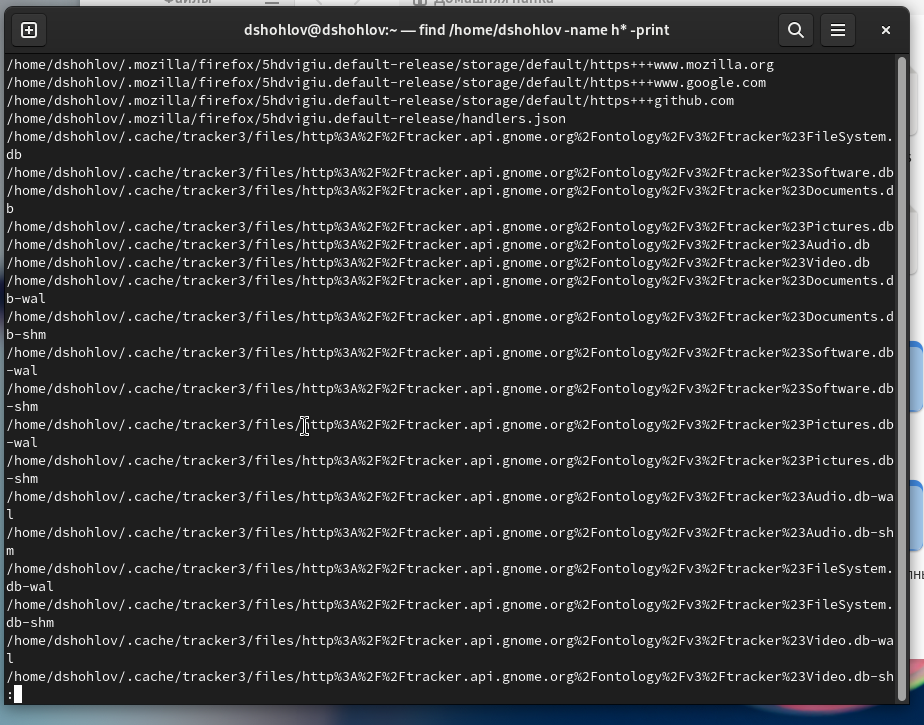 Файлы
Домашняя папка
dshohlov@dshohlov:~ — find /home/dshohlov -name h* -print
/home/dshohlov/.mozilla/firefox/5hdvigiu.default-release/storage/default/https+++www.mozilla.org
/home/dshohlov/.mozilla/firefox/5hdvigiu.default-release/storage/default/https+++www.google.com
/home/dshohlov/.mozilla/firefox/5hdvigiu.default-release/storage/default/https+++github.com
/home/dshohlov/.mozilla/firefox/5hdvigiu.default-release/handlers.json
/home/dshohlov/.cache/tracker3/files/http%3A%2F%2Ftracker.api.gnome.org%2Fontology%2Fv3%2Ftracker%23FileSystem.
db
/home/dshohlov/.cache/tracker3/files/http%3A%2F%2Ftracker.api.gnome.org%2Fontology%2Fv3%2Ftracker%23Software.db
/home/dshohlov/.cache/tracker3/files/http%3A%2F%2Ftracker.api.gnome.org%2Fontology%2Fv3%2Ftracker%23Documents.d
b
/home/dshohlov/.cache/tracker3/files/http%3A%2F%2Ftracker.api.gnome.org%2Fontology%2Fv3%2Ftracker%23Pictures.db
/home/dshohlov/.cache/tracker3/files/http%3A%2F%2Ftracker.api.gnome.org%2Fontology%2Fv3%2Ftracker%23Audio.db
/home/dshohlov/.cache/tracker3/files/http%3A%2F%2Ftracker.api.gnome.org%2Fontology%2Fv3%2Ftracker%23Video.db
/home/dshohlov/.cache/tracker3/files/http%3A%2F%2Ftracker.api.gnome.org%2Fontology%2Fv3%2Ftracker%23Documents.d
b-wal
/home/dshohlov/.cache/tracker3/files/http%3A%2F%2Ftracker.api.gnome.org%2Fontology%2Fv3%2Ftracker%23Documents.d
b-shm
/home/dshohlov/.cache/tracker3/files/http%3A%2F%2Ftracker.api.gnome.org%2Fontology%2Fv3%2Ftracker%23Software.db
-wal
/home/dshohlov/.cache/tracker3/files/http%3A%2F%2Ftracker.api.gnome.org%2Fontology%2Fv3%2Ftracker%23Software.db
-shm
/home/dshohlov/.cache/tracker3/files/http%3A%2F%2Ftracker.api.gnome.org%2Fontology%2Fv3%2Ftracker%23Pictures.db
-wal
/home/dshohlov/.cache/tracker3/files/http%3A%2F%2Ftracker.api.gnome.org%2Fontology%2Fv3%2Ftracker%23Pictures.db
-shm
/home/dshohlov/.cache/tracker3/files/http%3A%2F%2Ftracker.api.gnome.org%2Fontology%2Fv3%2Ftracker%23Audio.db-wa
l
/home/dshohlov/.cache/tracker3/files/http%3A%2F%2Ftracker.api.gnome.org%2Fontology%2Fv3%2Ftracker%23Audio.db-sh
m
/home/dshohlov/.cache/tracker3/files/http%3A%2F%2Ftracker.api.gnome.org%2Fontology%2Fv3%2Ftracker%23FileSystem.
db-wal
/home/dshohlov/.cache/tracker3/files/http%3A%2F%2Ftracker.api.gnome.org%2Fontology%2Fv3%2Ftracker%23FileSystem.
db-shm
/home/dshohlov/.cache/tracker3/files/http%3A%2F%2Ftracker.api.gnome.org%2Fontology%2Fv3%2Ftracker%23Video.db-wa
l
/home/dshohlov/.cache/tracker3/files/http%3A%2F%2Ftracker.api.gnome.org%2Fontology%2Fv3%2Ftracker%23Video.db-sh
: